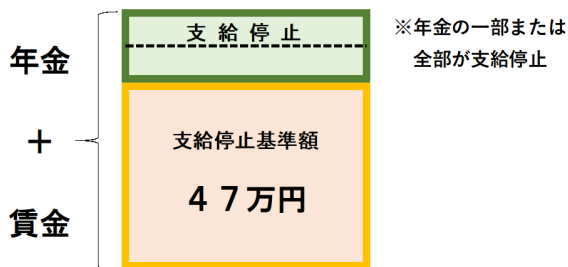 年金
＋
賃金
支給停止
支給停止基準額
４７万円
※年金の一部または
全部が支給停止